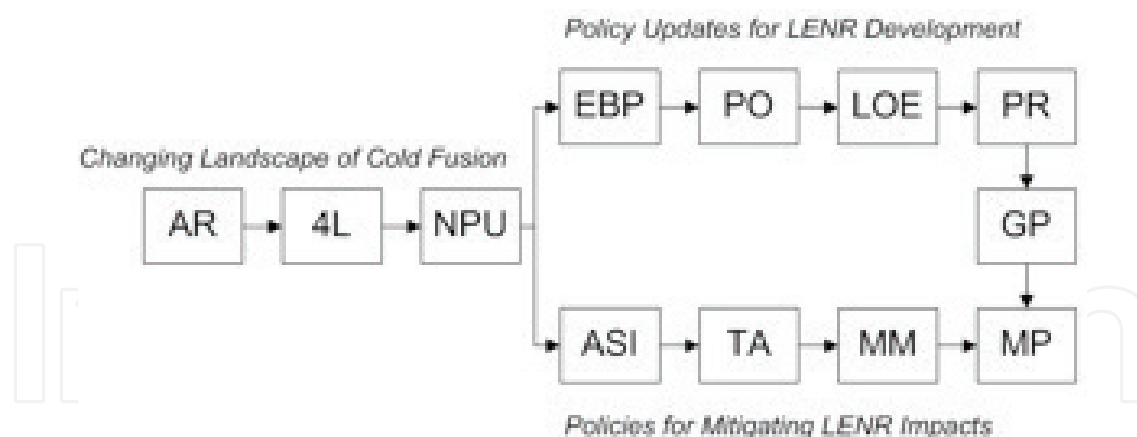 Policy Updates for LENR Development
EBP PO LOE PR
Changing Landscape of Cold Fusion
AR 4L NPU GP
ASI TA MM MP
Policies for Mitigating LENR Impacts